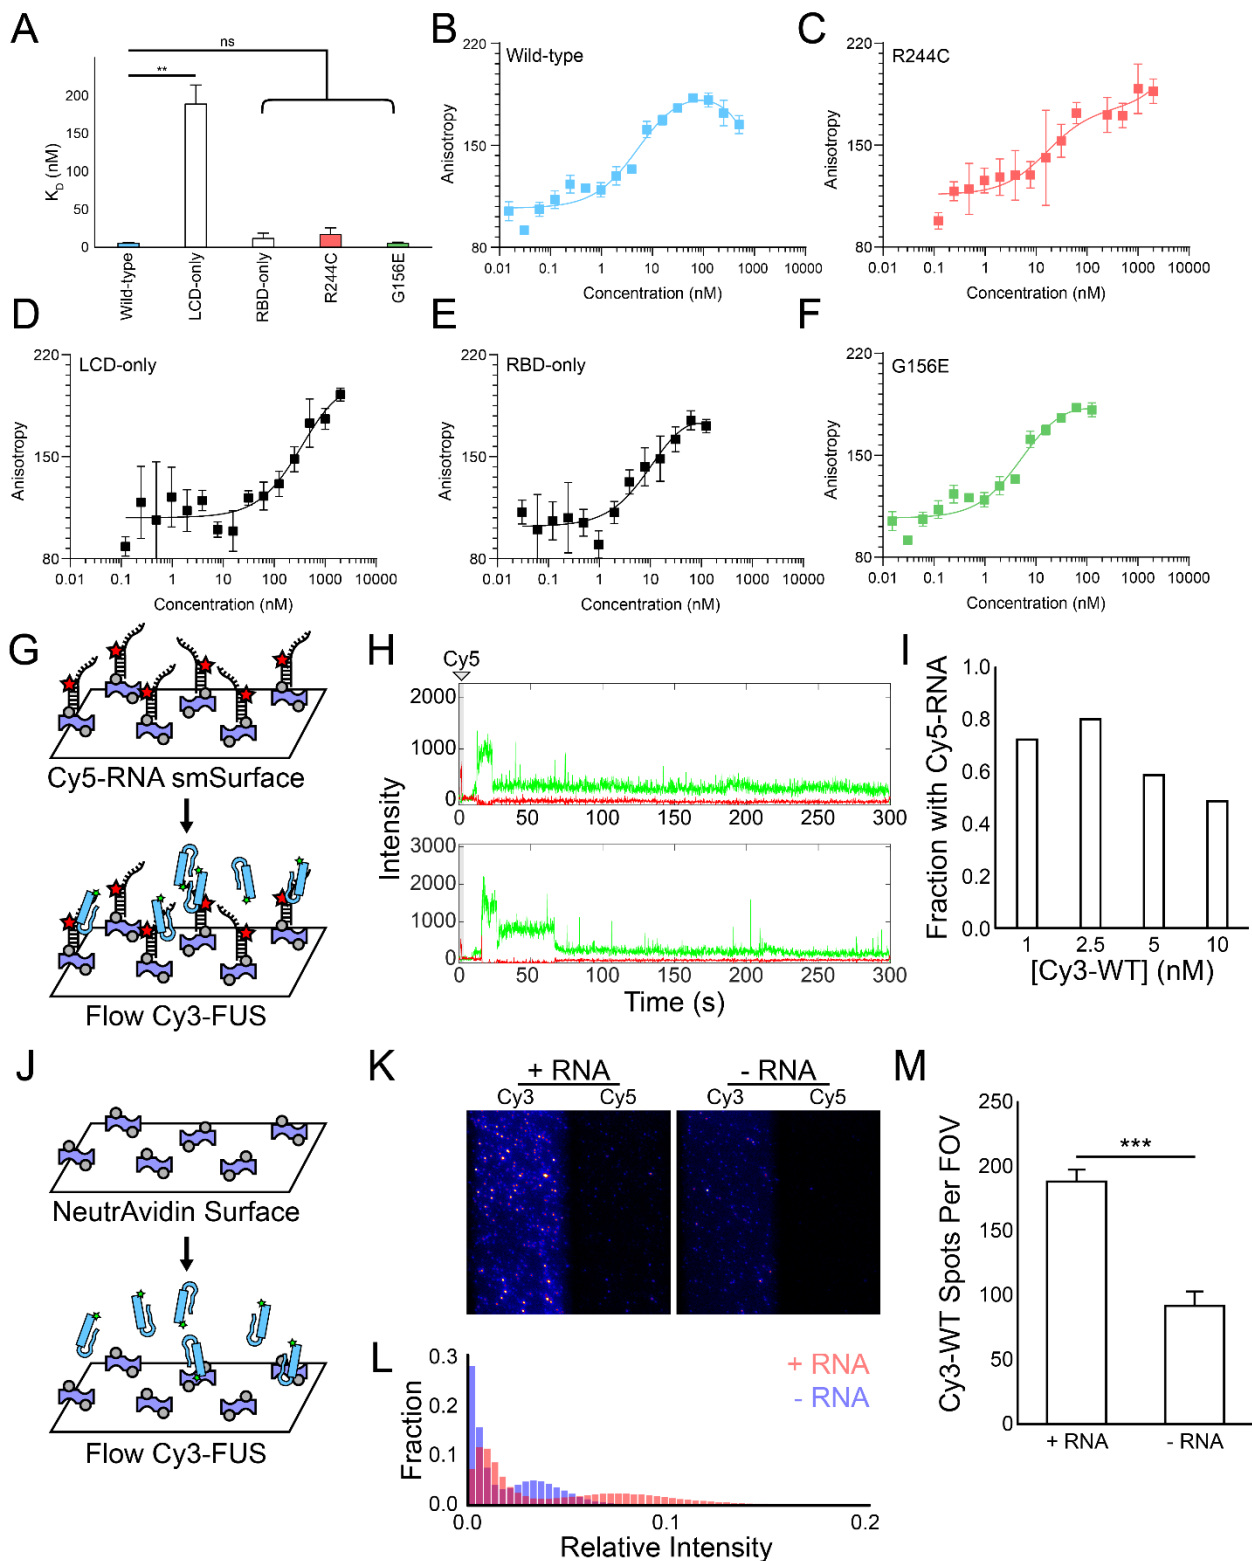 A
ns
**
K_D (nM)
200
150
100
50
0
Wild-type
LCD-only
RBD-only
R244C
G156E
B
Wild-type
Anisotropy
220
150
80
0.01 0.1 1 10 100 1000 10000
Concentration (nM)
C
R244C
Anisotropy
220
150
80
0.01 0.1 1 10 100 1000 10000
Concentration (nM)
D
LCD-only
Anisotropy
220
150
80
0.01 0.1 1 10 100 1000 10000
Concentration (nM)
E
RBD-only
Anisotropy
220
150
80
0.01 0.1 1 10 100 1000 10000
Concentration (nM)
F
G156E
Anisotropy
220
150
80
0.01 0.1 1 10 100 1000 10000
Concentration (nM)
G
Cy5-RNA smSurface
Flow Cy3-FUS
H
Cy5
Intensity
2000
1000
0
0 50 100 150 200 250 300
3000
2000
1000
0
0 50 100 150 200 250 300
Time (s)
I
Fraction with Cy5-RNA
1.0
0.8
0.6
0.4
0.2
0.0
1 2.5 5 10
[Cy3-WT] (nM)
J
NeutrAvidin Surface
Flow Cy3-FUS
K
+ RNA
Cy3 Cy5
- RNA
Cy3 Cy5
L
Fraction
0.3
0.2
0.1
0.0
+ RNA
- RNA
0.0 0.1 0.2
Relative Intensity
M
Cy3-WT Spots Per FOV
250
200
150
100
50
0
***
+ RNA - RNA